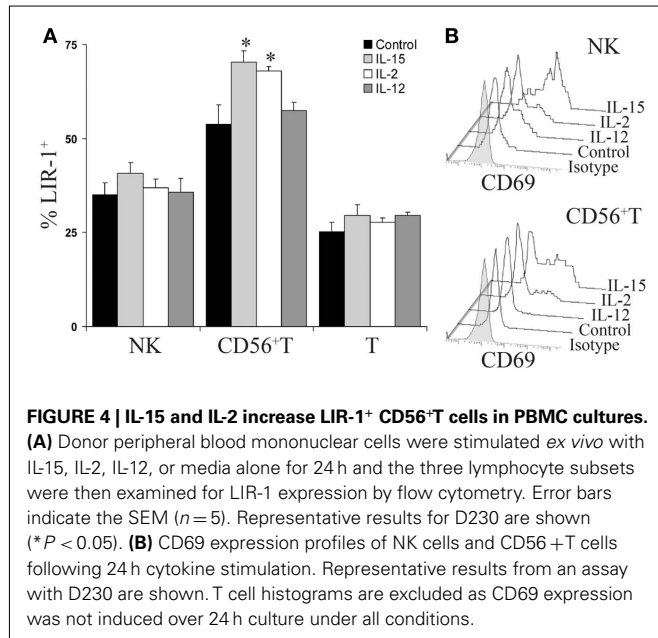 A
B
75
50
25
0
% LIR-1+
* *
Control
IL-15
IL-2
IL-12
NK
CD56+T
T
NK
IL-15
IL-2
IL-12
Control
Isotype
CD69
CD56+T
IL-15
IL-2
IL-12
Control
Isotype
CD69
FIGURE 4 | IL-15 and IL-2 increase LIR-1+ CD56+T cells in PBMC cultures.
(A) Donor peripheral blood mononuclear cells were stimulated ex vivo with
IL-15, IL-2, IL-12, or media alone for 24 h and the three lymphocyte subsets
were then examined for LIR-1 expression by flow cytometry. Error bars
indicate the SEM (n = 5). Representative results for D230 are shown
(*P < 0.05). (B) CD69 expression profiles of NK cells and CD56 +T cells
following 24 h cytokine stimulation. Representative results from an assay
with D230 are shown. T cell histograms are excluded as CD69 expression
was not induced over 24 h culture under all conditions.